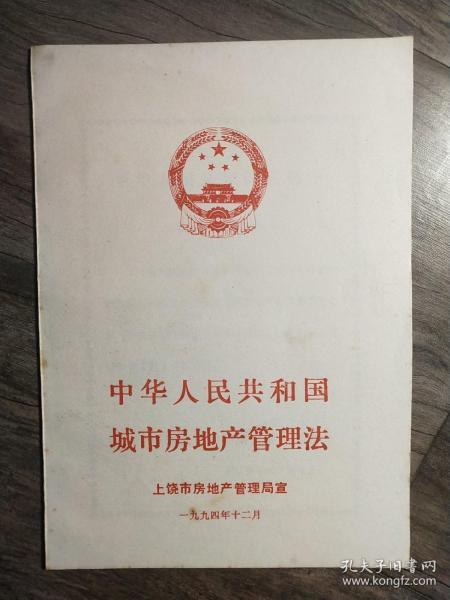 中华人民共和国
城市房地产管理法
上饶市房地产管理局宣
一九九四年十二月
孔夫子旧书网
www.kongfz.com